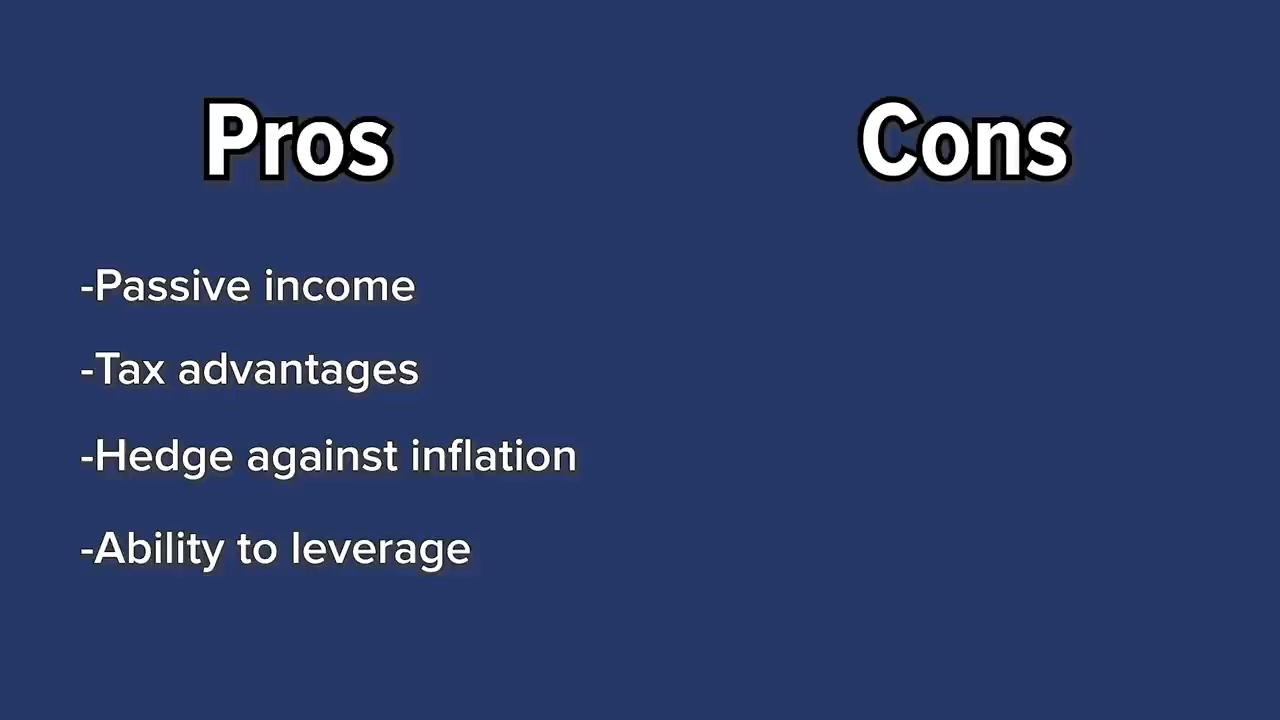 Pros
Cons
-Passive income
-Tax advantages
-Hedge against inflation
-Ability to leverage